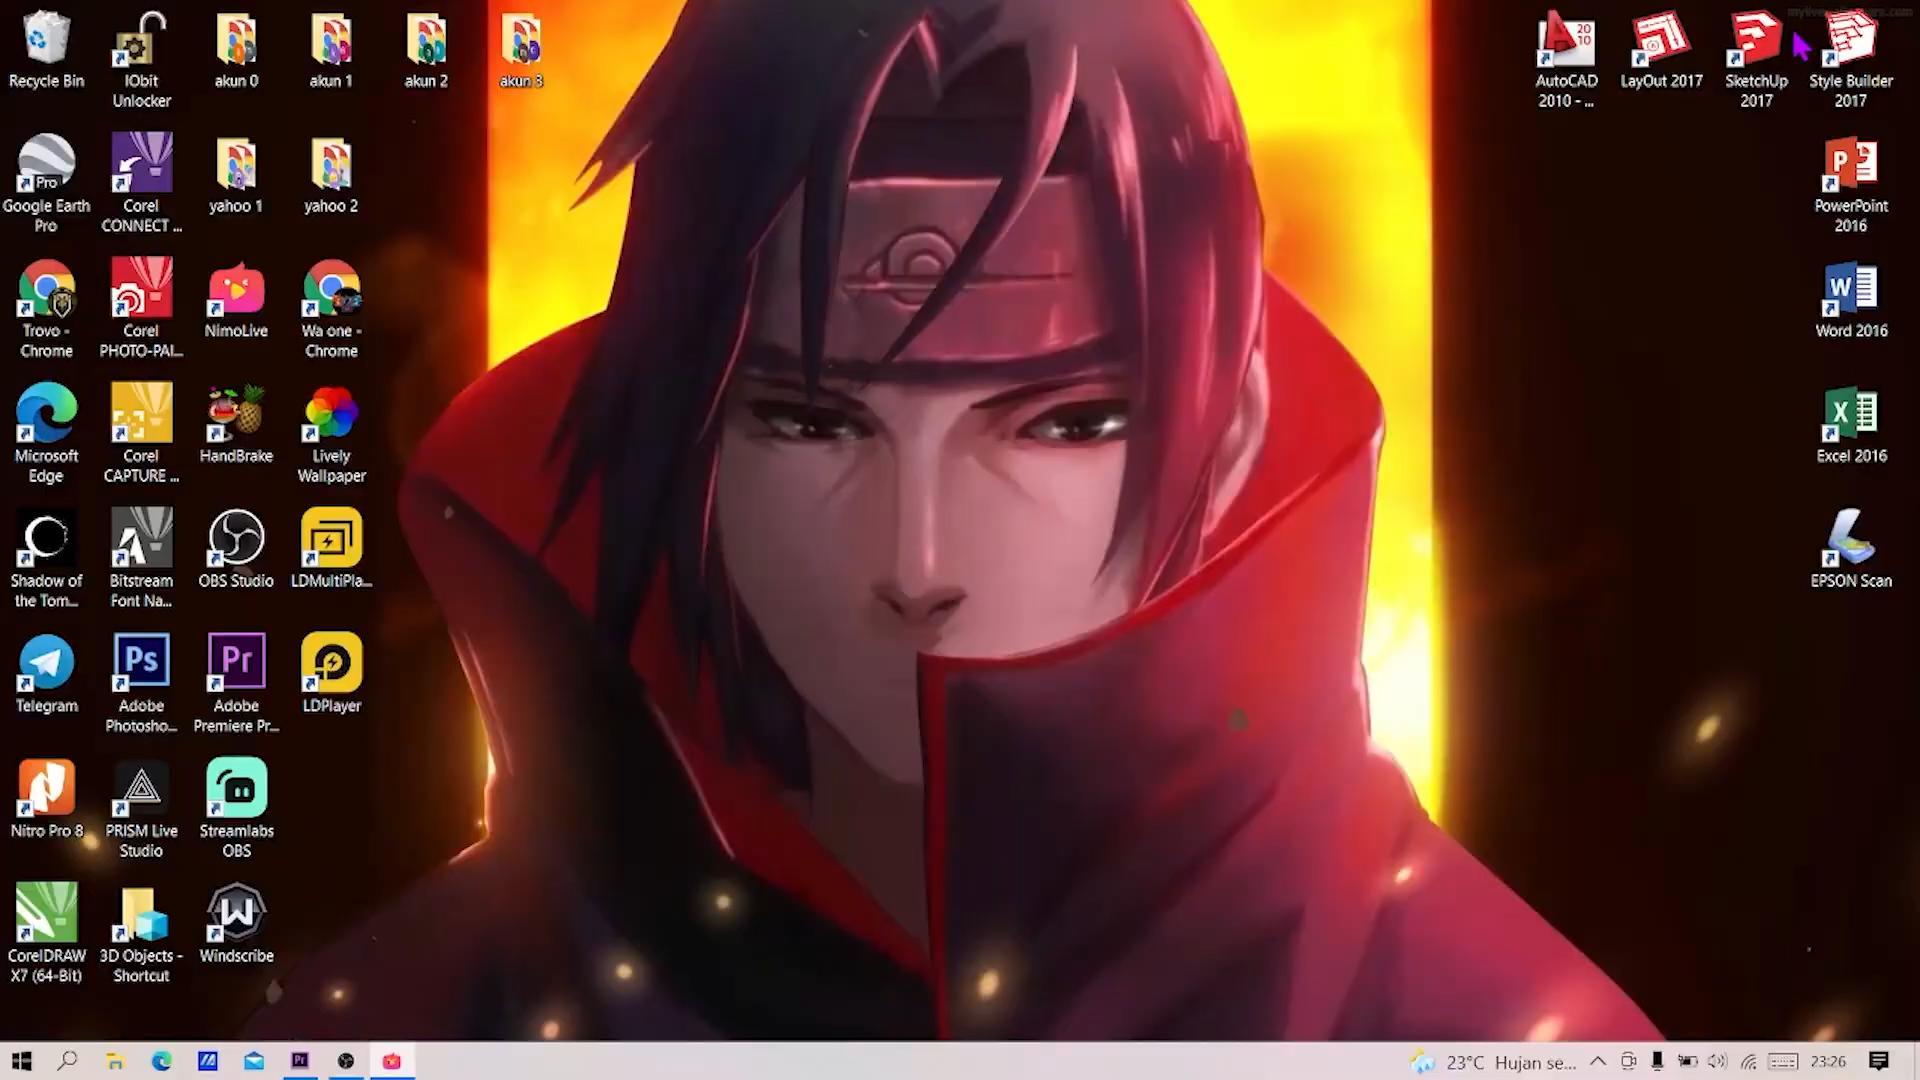 Recycle Bin
IObit
Unlocker
akun 0
akun 1
akun 2
akun 3
AutoCAD
2010 - ...
LayOut 2017
SketchUp
2017
Style Builder
2017
Pro
Google Earth
Pro
Corel
CONNECT ...
yahoo 1
yahoo 2
PowerPoint
2016
Trovo -
Chrome
Corel
PHOTO-PAI...
NimoLive
Wa one -
Chrome
Word 2016
Microsoft
Edge
Corel
CAPTURE ...
HandBrake
Lively
Wallpaper
Excel 2016
Shadow of
the Tom...
Bitstream
Font Na...
OBS Studio
LDMultiPla...
EPSON Scan
Telegram
Ps
Adobe
Photosho...
Pr
Adobe
Premiere Pr...
LDPlayer
Nitro Pro 8
PRISM Live
Studio
Streamlabs
OBS
CorelDRAW
X7 (64-Bit)
3D Objects -
Shortcut
Windscribe
23°C Hujan se...
23:26